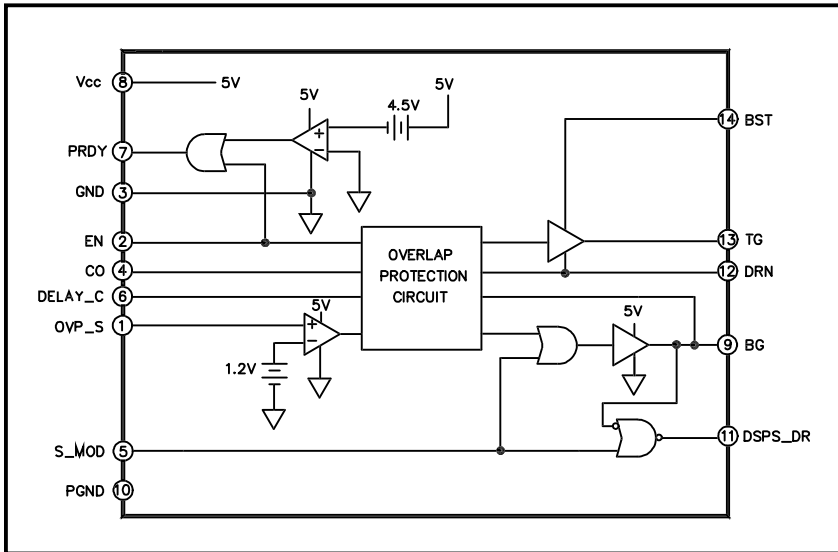 Vcc 8 5V
5V 4.5V 5V
14 BST
PRDY 7
+
−
GND 3
EN 2
13 TG
OVERLAP
PROTECTION
CIRCUIT
CO 4
12 DRN
DELAY_C 6
5V
5V
OVP_S 1
+
−
9 BG
1.2V
11 DSPS_DR
S_MOD 5
PGND 10